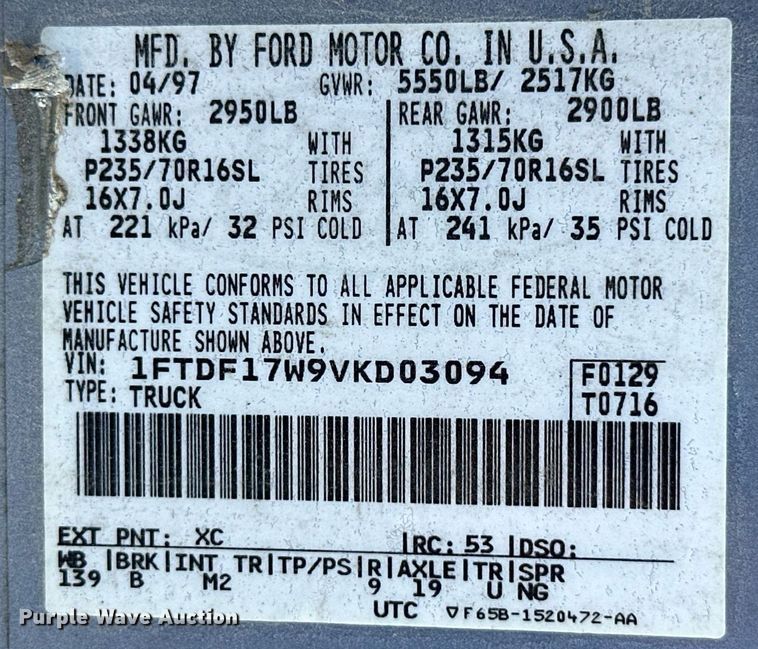 MFD. BY FORD MOTOR CO. IN U.S.A.
DATE: 04/97 GVWR: 5550LB/ 2517KG
FRONT GAWR: 2950LB REAR GAWR: 2900LB
1338KG WITH 1315KG WITH
P235/70R16SL TIRES P235/70R16SL TIRES
16X7.0J RIMS 16X7.0J RIMS
AT 221 kPa/ 32 PSI COLD AT 241 kPa/ 35 PSI COLD
THIS VEHICLE CONFORMS TO ALL APPLICABLE FEDERAL MOTOR
VEHICLE SAFETY STANDARDS IN EFFECT ON THE DATE OF
MANUFACTURE SHOWN ABOVE.
VIN: 1FTDF17W9VKD03094 F0129
TYPE: TRUCK T0716
EXT PNT: XC RC: 53 DSO:
WB |BRK|INT TR|TP/PS|R|AXLE|TR|SPR
139 B M2 9 19 U NG
UTC ▽F65B-1520472-AA
Purple Wave Auction